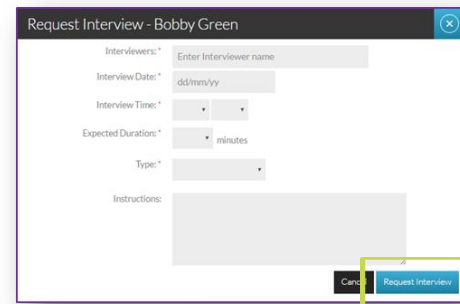 Request Interview - Bobby Green
Interviewers: *
Enter Interviewer name
Interview Date: *
dd/mm/yy
Interview Time: *
Expected Duration: *
minutes
Type: *
Instructions:
Cancel Request Interview